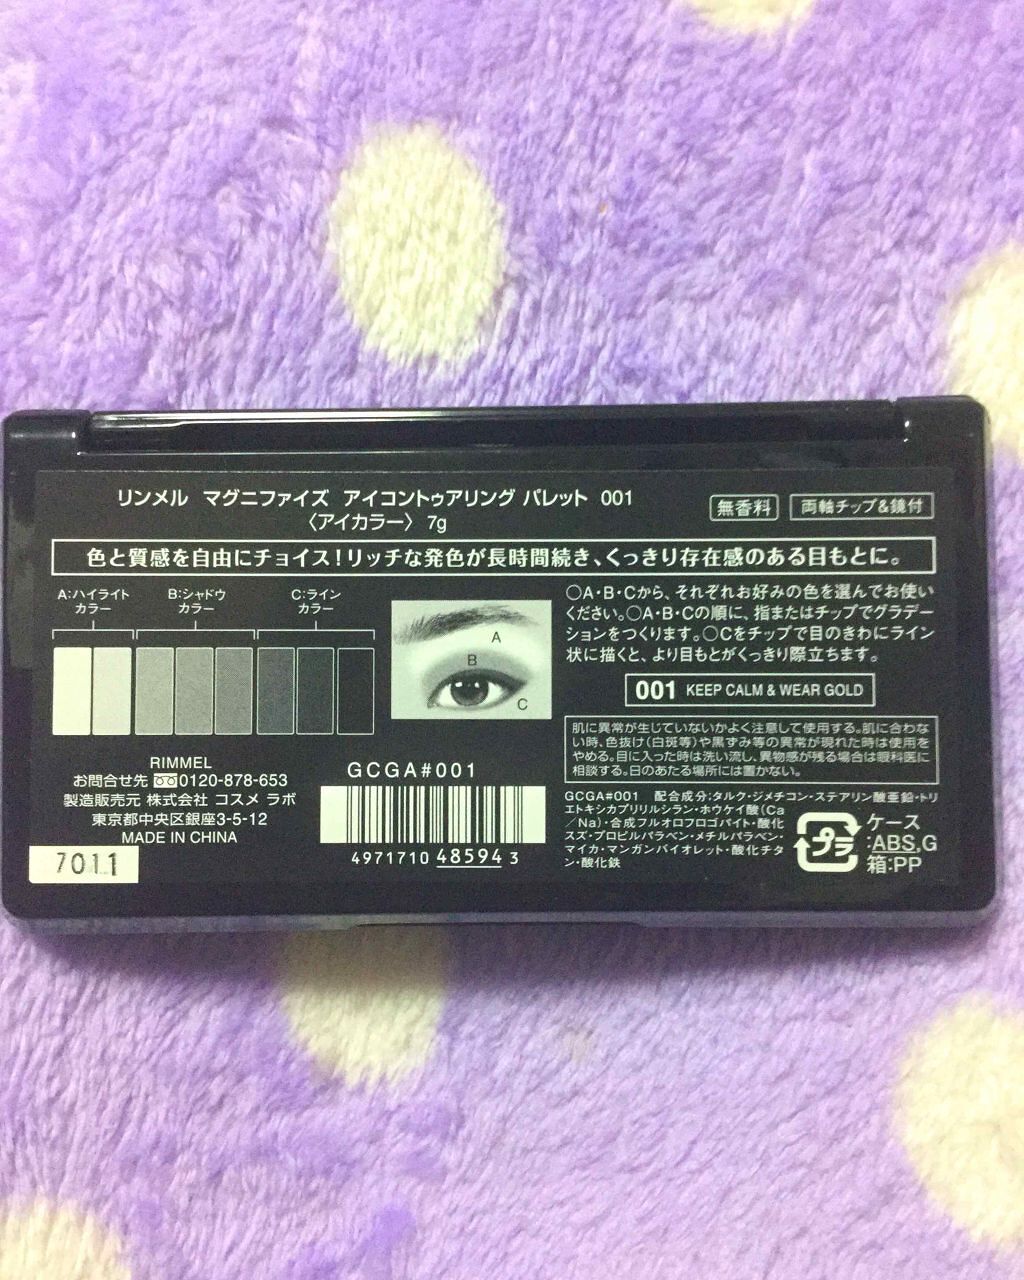 リンメル マグニファイズ アイコントゥアリング パレット 001
〈アイカラー〉 7g
無香料
両軸チップ&鏡付
色と質感を自由にチョイス!リッチな発色が長時間続き、くっきり存在感のある目もとに。
A:ハイライト
カラー
B:シャドウ
カラー
C:ライン
カラー
A
B
C
○A・B・Cから、それぞれお好みの色を選んでお使い
ください。○A・B・Cの順に、指またはチップでグラデー
ションをつくります。○Cをチップで目のきわにライン
状に描くと、より目もとがくっきり際立ちます。
001 KEEP CALM & WEAR GOLD
肌に異常が生じていないかよく注意して使用する。肌に合わな
い時、色抜け(白斑等)や黒ずみ等の異常が現れた時は使用を
やめる。目に入った時は洗い流し、異物感が残る場合は眼科医に
相談する。日のあたる場所には置かない。
RIMMEL
お問合せ先 0120-878-653
製造販売元 株式会社 コスメ ラボ
東京都中央区銀座3-5-12
MADE IN CHINA
7011
GCGA#001
4971710 48594 3
GCGA#001 配合成分:タルク・ジメチコン・ステアリン酸亜鉛・トリ
エトキシカプリリルシラン・ホウケイ酸(Ca
/Na)・合成フルオロフロゴパイト・酸化
スズ・プロピルパラベン・メチルパラベン・
マイカ・マンガンバイオレット・酸化チタ
ン・酸化鉄
プラ
ケース
:ABS,G
箱:PP